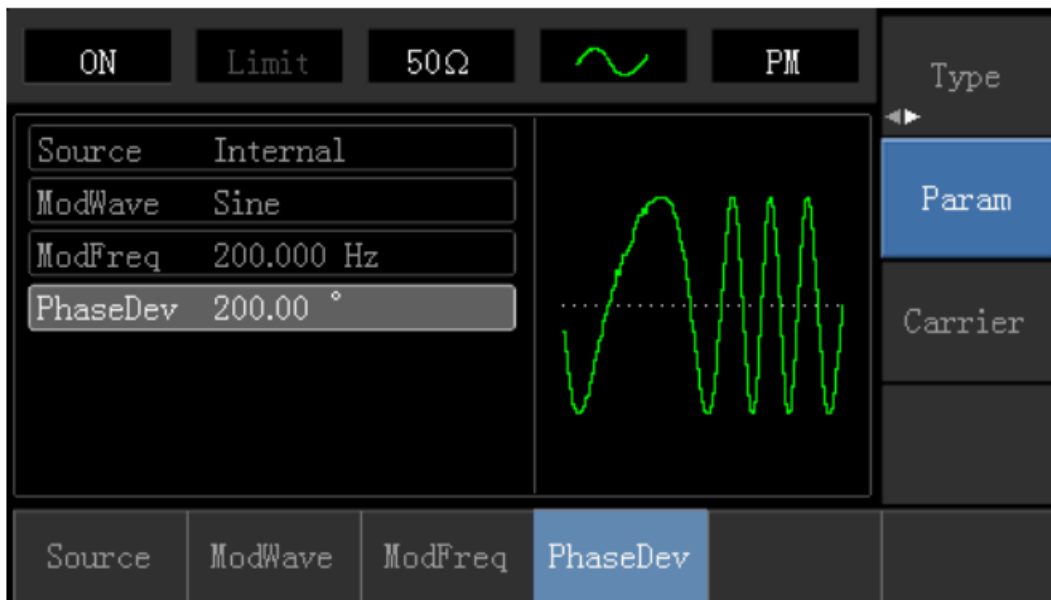 ON Limit 50Ω PM
Type
Source Internal
ModWave Sine
ModFreq 200.000 Hz
PhaseDev 200.00 °
Param
Carrier
Source ModWave ModFreq PhaseDev